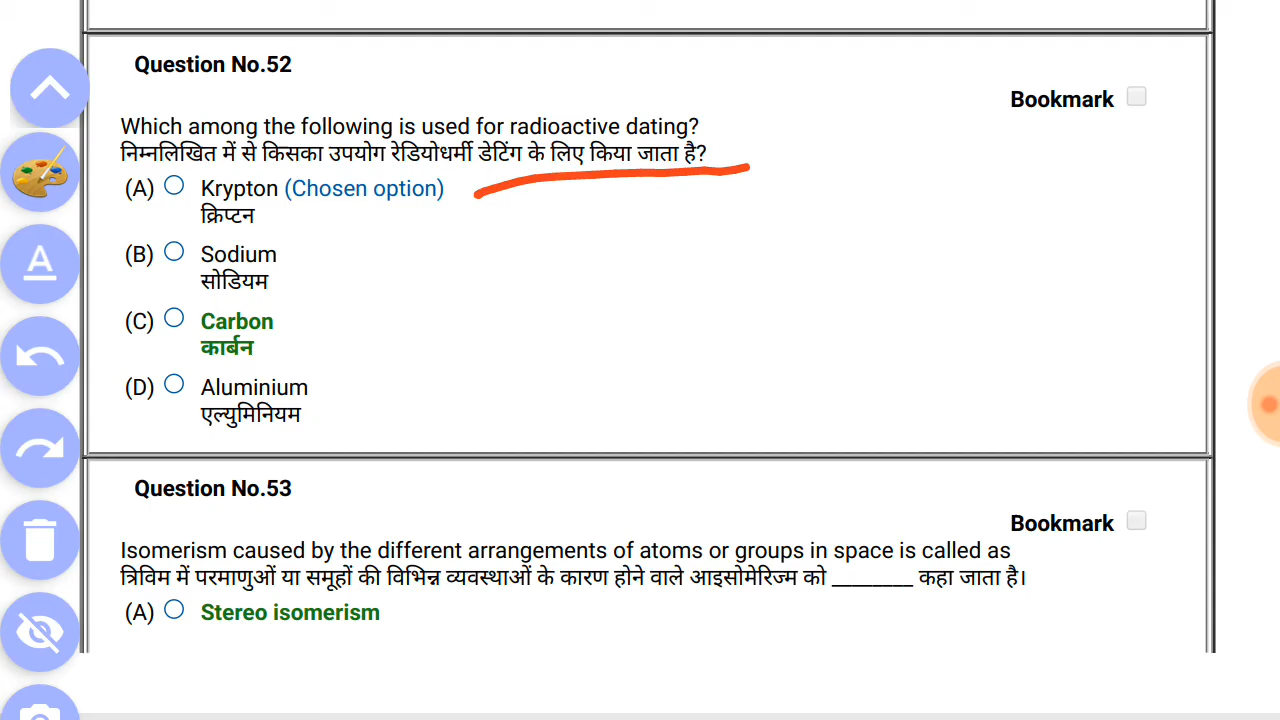 Question No.52
Bookmark
Which among the following is used for radioactive dating?
निम्नलिखित में से किसका उपयोग रेडियोधर्मी डेटिंग के लिए किया जाता है?
(A) Krypton (Chosen option)
क्रिप्टन
(B) Sodium
सोडियम
(C) Carbon
कार्बन
(D) Aluminium
एल्युमिनियम
Question No.53
Bookmark
Isomerism caused by the different arrangements of atoms or groups in space is called as
त्रिविम में परमाणुओं या समूहों की विभिन्न व्यवस्थाओं के कारण होने वाले आइसोमेरिज्म को ________ कहा जाता है।
(A) Stereo isomerism
A